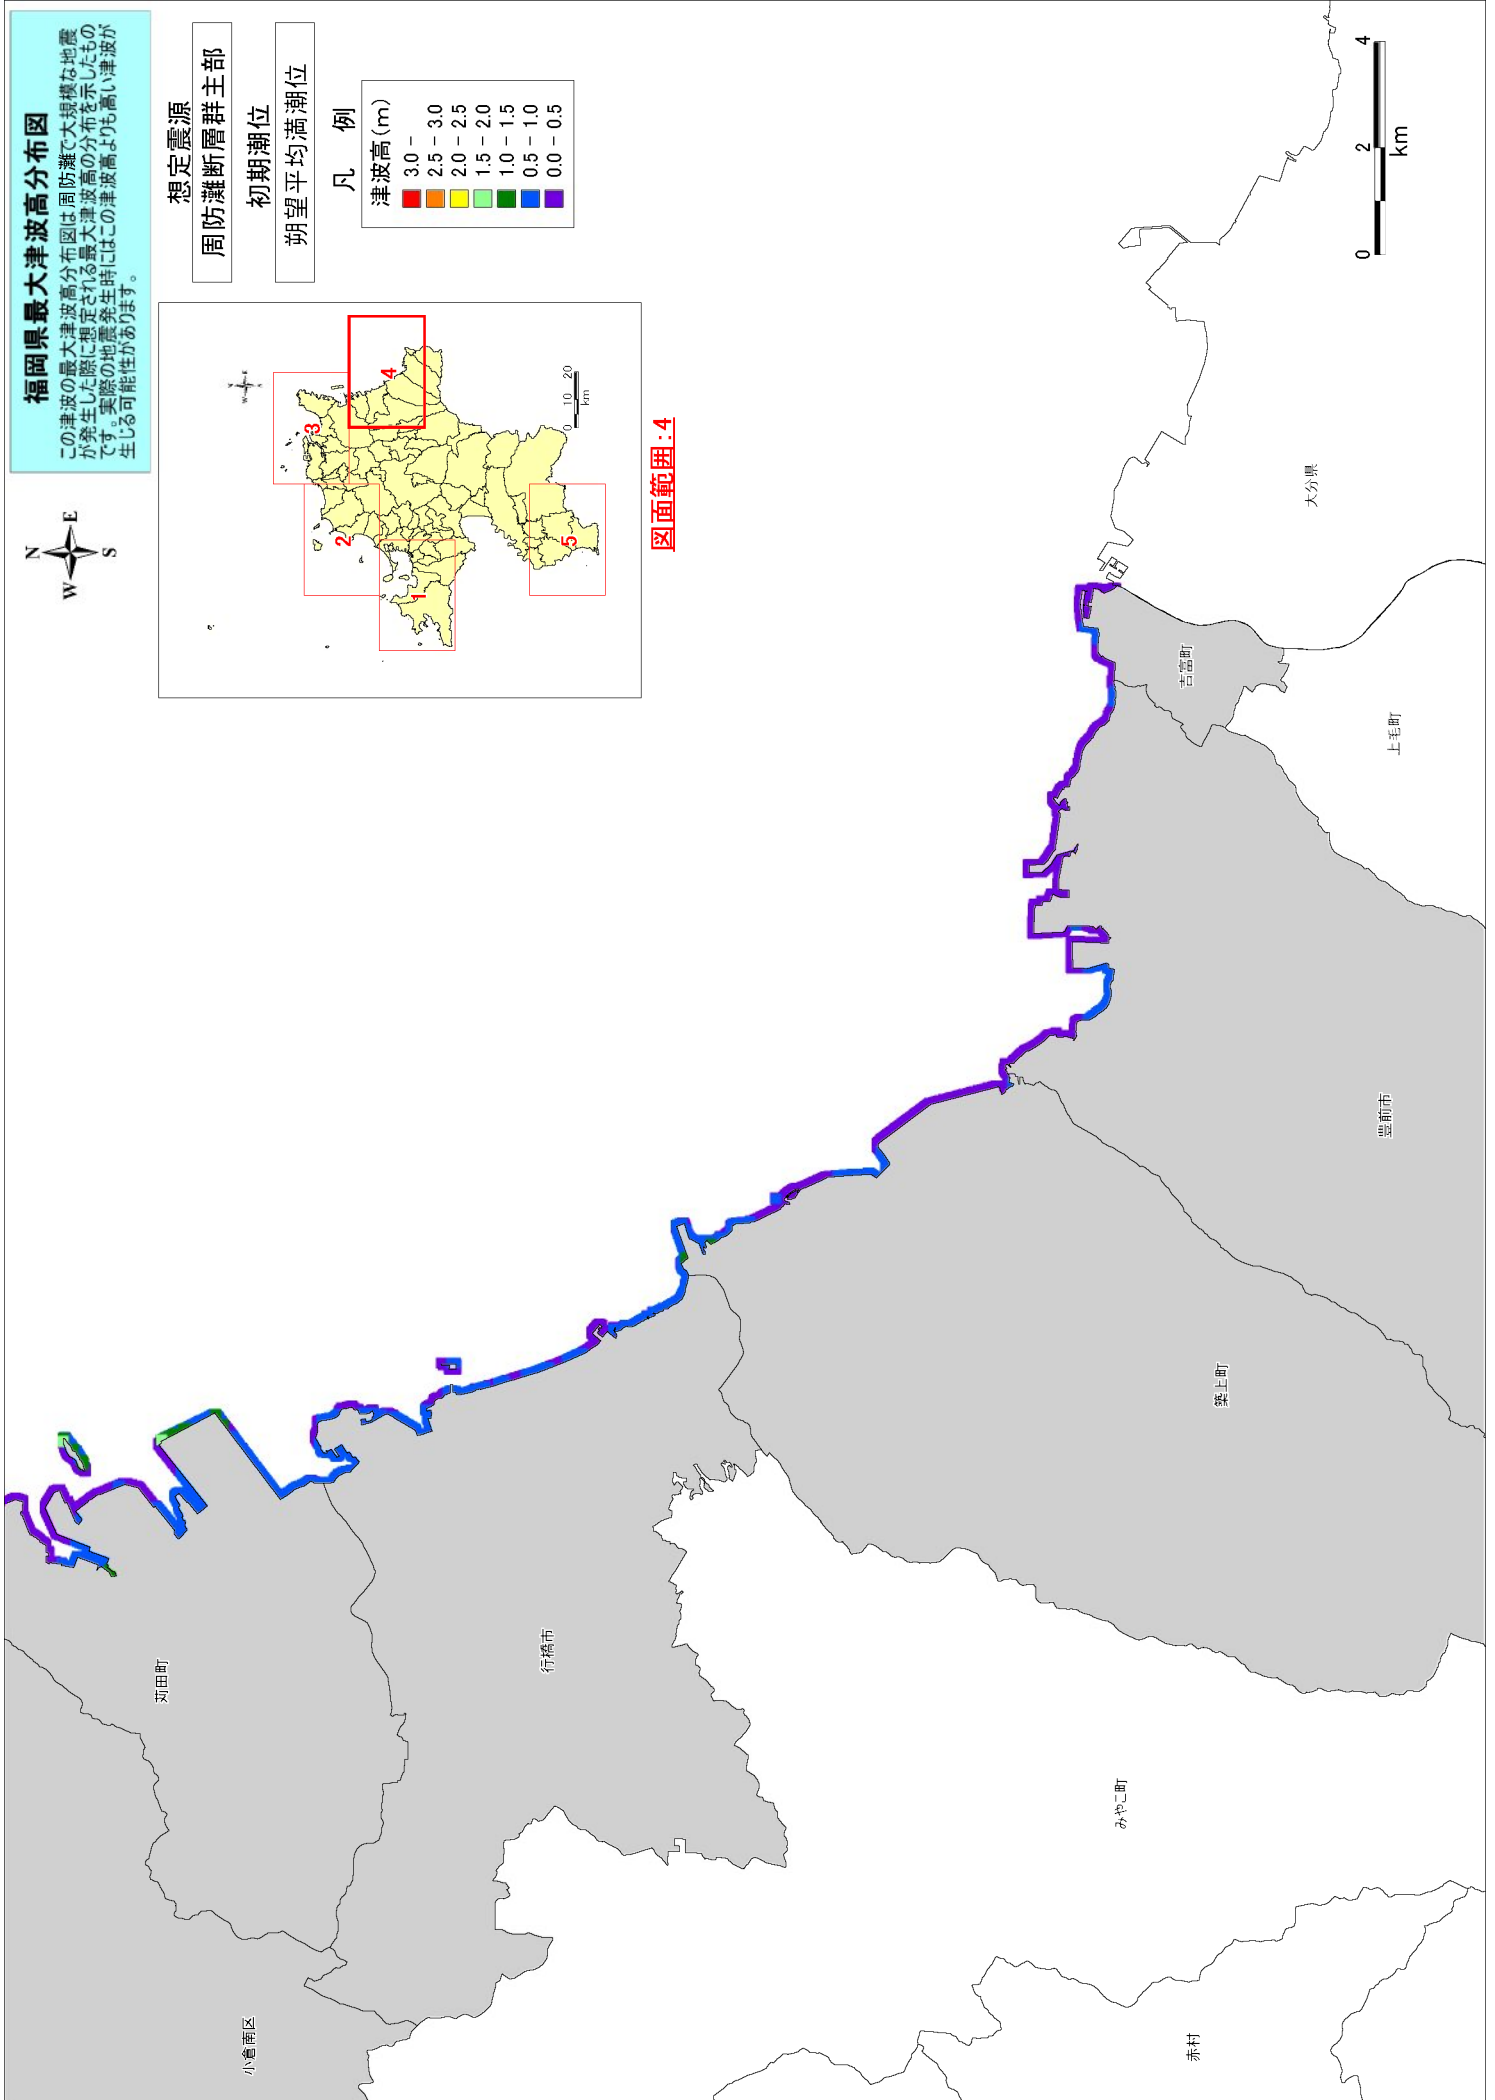 福岡県最大津波高分布図
この津波の最大津波高分布図は、周防灘で大規模な地震
が発生した際に想定される最大津波高の分布を示したもの
です。実際の地震発生時にはこの津波高よりも高い津波が
生じる可能性があります。
N
W E
S
想定震源
周防灘断層群主部
初期潮位
朔望平均満潮位
凡 例
津波高(m)
3.0 -
2.5 - 3.0
2.0 - 2.5
1.5 - 2.0
1.0 - 1.5
0.5 - 1.0
0.0 - 0.5
1
2
3
4
5
0 10 20
km
図面範囲:4
0 2 4
km
小倉南区
苅田町
行橋市
みやこ町
赤村
築上町
豊前市
吉富町
上毛町
大分県